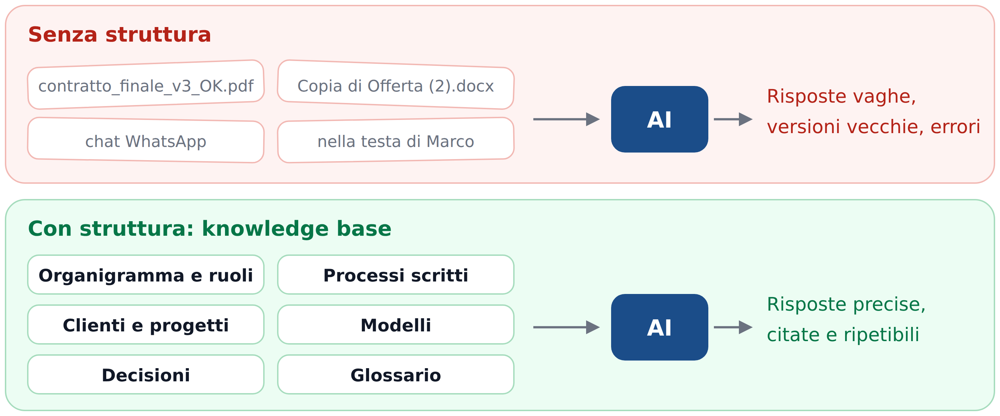 Senza struttura
contratto_finale_v3_OK.pdf
Copia di Offerta (2).docx
chat WhatsApp
nella testa di Marco
AI
Risposte vaghe,
versioni vecchie, errori
Con struttura: knowledge base
Organigramma e ruoli
Processi scritti
Clienti e progetti
Modelli
Decisioni
Glossario
AI
Risposte precise,
citate e ripetibili